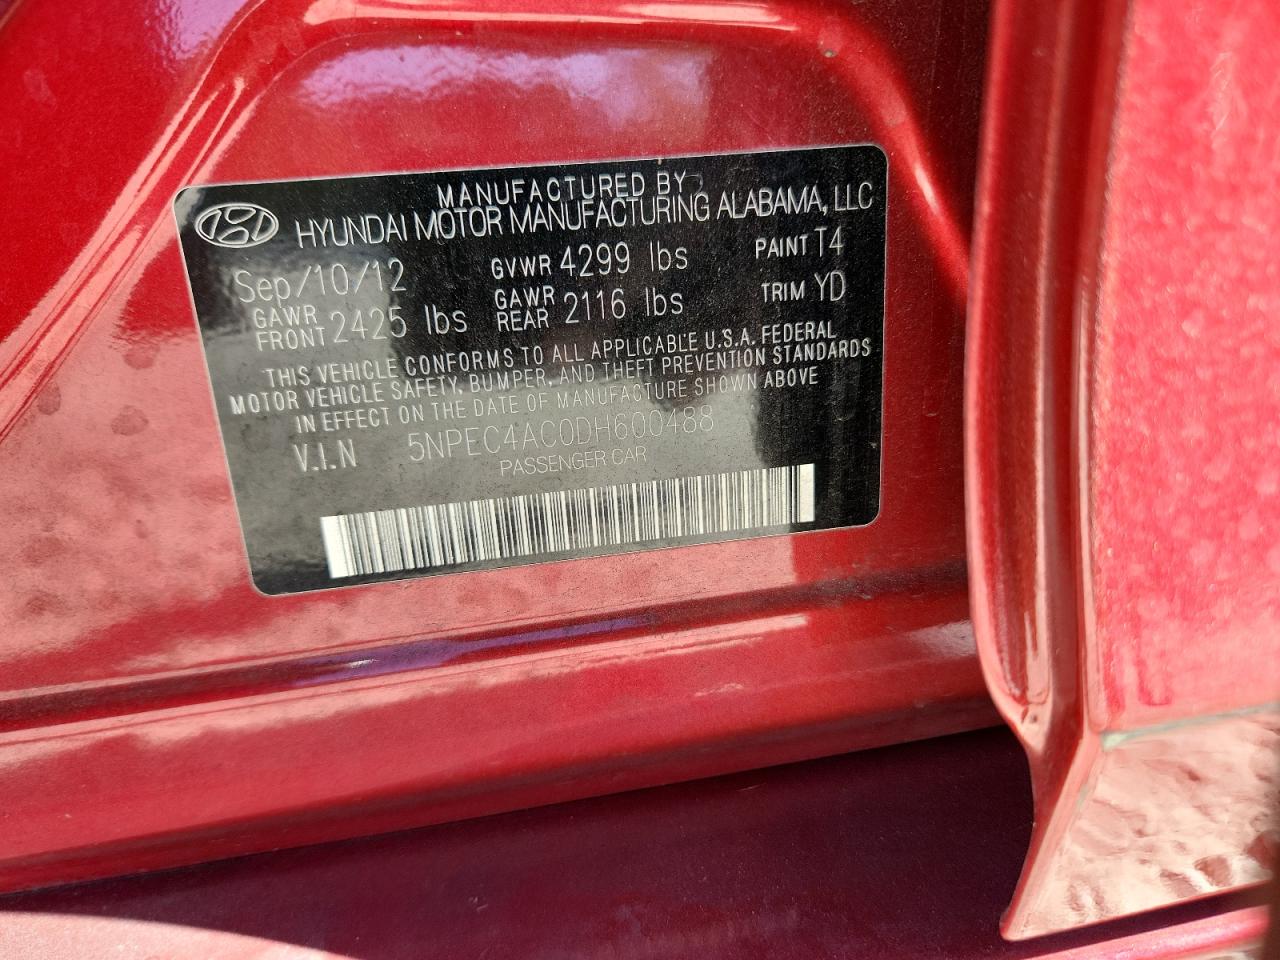 MANUFACTURED BY
HYUNDAI MOTOR MANUFACTURING ALABAMA, LLC
Sep/10/12 GVWR 4299 lbs PAINT T4
GAWR FRONT 2425 lbs GAWR REAR 2116 lbs TRIM YD
THIS VEHICLE CONFORMS TO ALL APPLICABLE U.S.A. FEDERAL
MOTOR VEHICLE SAFETY, BUMPER, AND THEFT PREVENTION STANDARDS
IN EFFECT ON THE DATE OF MANUFACTURE SHOWN ABOVE
V.I.N 5NPEC4AC0DH600488
PASSENGER CAR